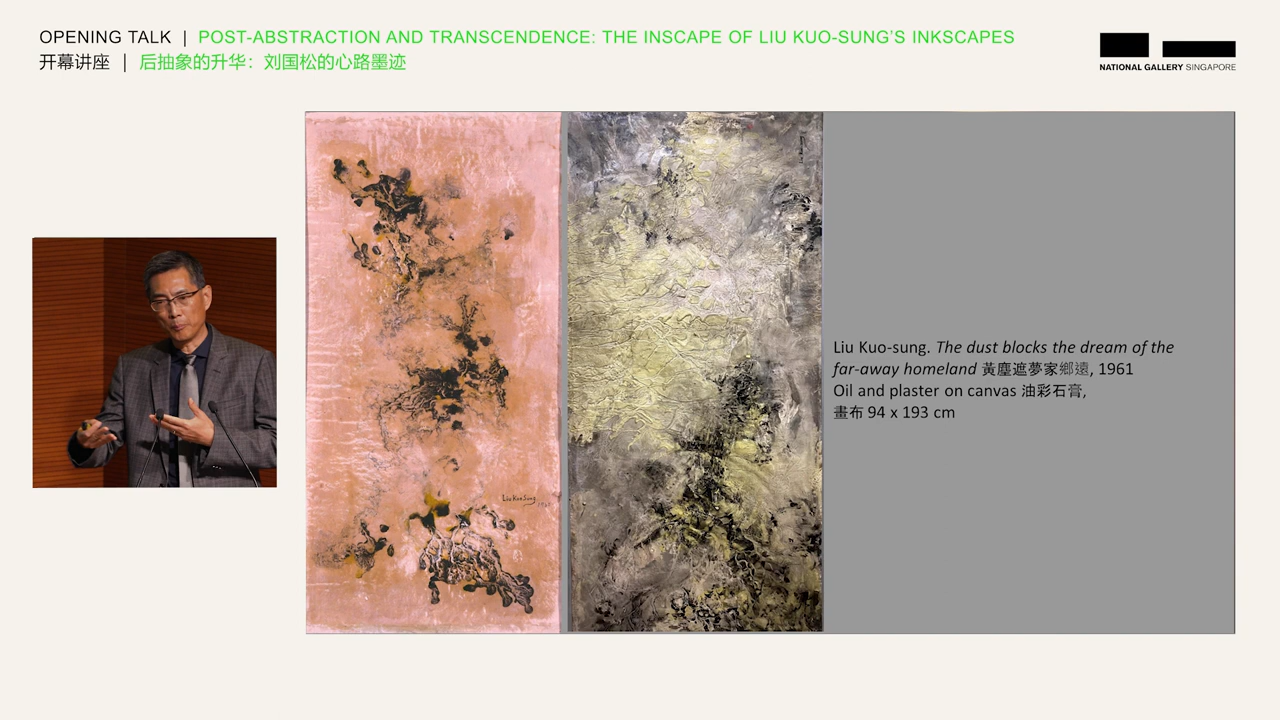 OPENING TALK | POST-ABSTRACTION AND TRANSCENDENCE: THE INSCAPE OF LIU KUO-SUNG'S INKSCAPES
开幕讲座 | 后抽象的升华：刘国松的心路墨迹
NATIONAL GALLERY SINGAPORE
Liu Kuo-sung. The dust blocks the dream of the
far-away homeland 黃塵遮夢家鄉遠, 1961
Oil and plaster on canvas 油彩石膏,
畫布 94 x 193 cm
Liu Kuo Sung